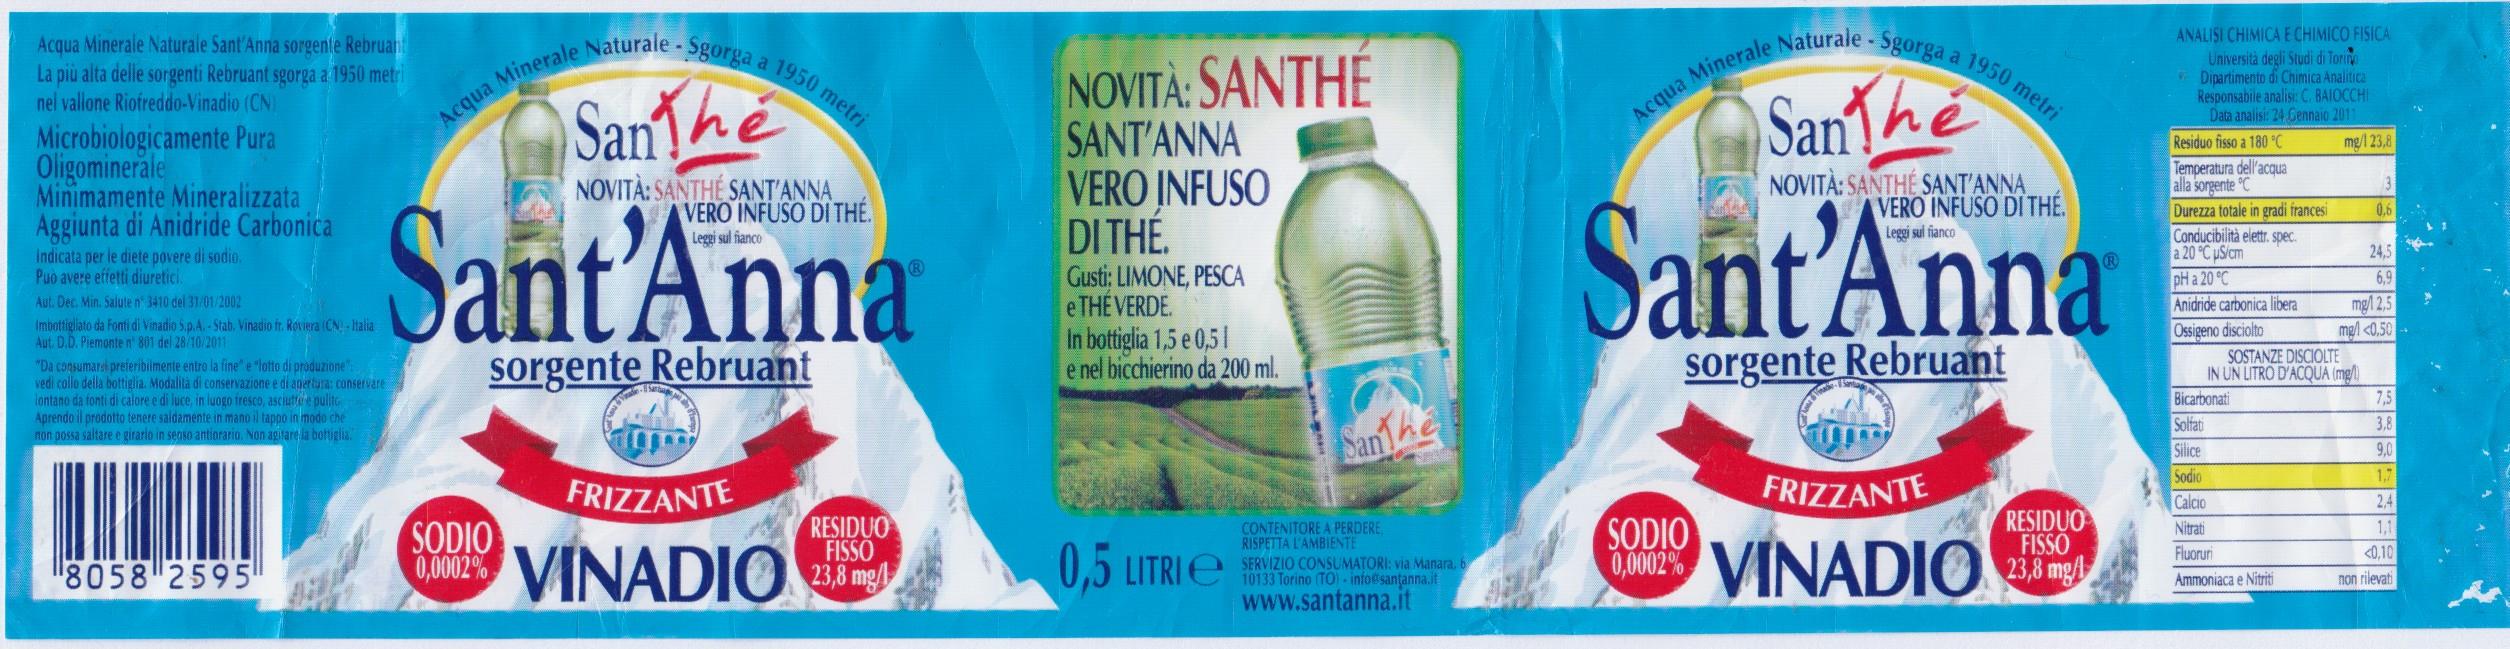 Acqua Minerale Naturale Sant'Anna sorgente Rebruant
La più alta delle sorgenti Rebruant sgorga a 1950 metri
nel vallone Riofreddo-Vinadio (CN)
Microbiologicamente Pura
Oligominerale
Minimamente Mineralizzata
Aggiunta di Anidride Carbonica
Indicata per le diete povere di sodio.
Può avere effetti diuretici.
Aut. Dec. Min. Salute n° 3410 del 31/01/2002
Imbottigliato da Fonti di Vinadio S.p.A. - Stab. Vinadio fr. Roviera (CN) - Italia
Aut. D.D. Piemonte n° 801 del 28/10/2011
"Da consumarsi preferibilmente entro la fine" e "lotto di produzione":
vedi collo della bottiglia. Modalità di conservazione e di apertura: conservare
lontano da fonti di calore e di luce, in luogo fresco, asciutto e pulito.
Aprendo il prodotto tenere saldamente in mano il tappo in modo che
non possa saltare e girarlo in senso antiorario. Non agitare la bottiglia.
8058 2595
Acqua Minerale Naturale - Sgorga a 1950 metri
SanThé
NOVITÀ: SANTHÉ SANT'ANNA
VERO INFUSO DI THÉ.
Leggi sul fianco
Sant'Anna®
sorgente Rebruant
FRIZZANTE
SODIO
0,0002%
VINADIO
RESIDUO
FISSO
23,8 mg/l
NOVITÀ: SANTHÉ
SANT'ANNA
VERO INFUSO
DI THÉ.
Gusti: LIMONE, PESCA
e THÉ VERDE.
In bottiglia 1,5 e 0,5 l
e nel bicchierino da 200 ml.
SanThé
0,5 LITRI e
CONTENITORE A PERDERE,
RISPETTA L'AMBIENTE
SERVIZIO CONSUMATORI: via Manara, 6
10133 Torino (TO) - info@santanna.it
www.santanna.it
Acqua Minerale Naturale - Sgorga a 1950 metri
SanThé
NOVITÀ: SANTHÉ SANT'ANNA
VERO INFUSO DI THÉ.
Leggi sul fianco
Sant'Anna®
sorgente Rebruant
FRIZZANTE
SODIO
0,0002%
VINADIO
RESIDUO
FISSO
23,8 mg/l
ANALISI CHIMICA E CHIMICO FISICA
Università degli Studi di Torino
Dipartimento di Chimica Analitica
Responsabile analisi: C. BAIOCCHI
Data analisi: 24 Gennaio 2011
Residuo fisso a 180 °C mg/l 23,8
Temperatura dell'acqua
alla sorgente °C 3
Durezza totale in gradi francesi 0,6
Conducibilità elettr. spec.
a 20 °C µS/cm 24,5
pH a 20 °C 6,9
Anidride carbonica libera mg/l 2,5
Ossigeno disciolto mg/l <0,50
SOSTANZE DISCIOLTE
IN UN LITRO D'ACQUA (mg/l)
Bicarbonati 7,5
Solfati 3,8
Silice 9,0
Sodio 1,7
Calcio 2,4
Nitrati 1,1
Fluoruri <0,10
Ammoniaca e Nitriti non rilevati